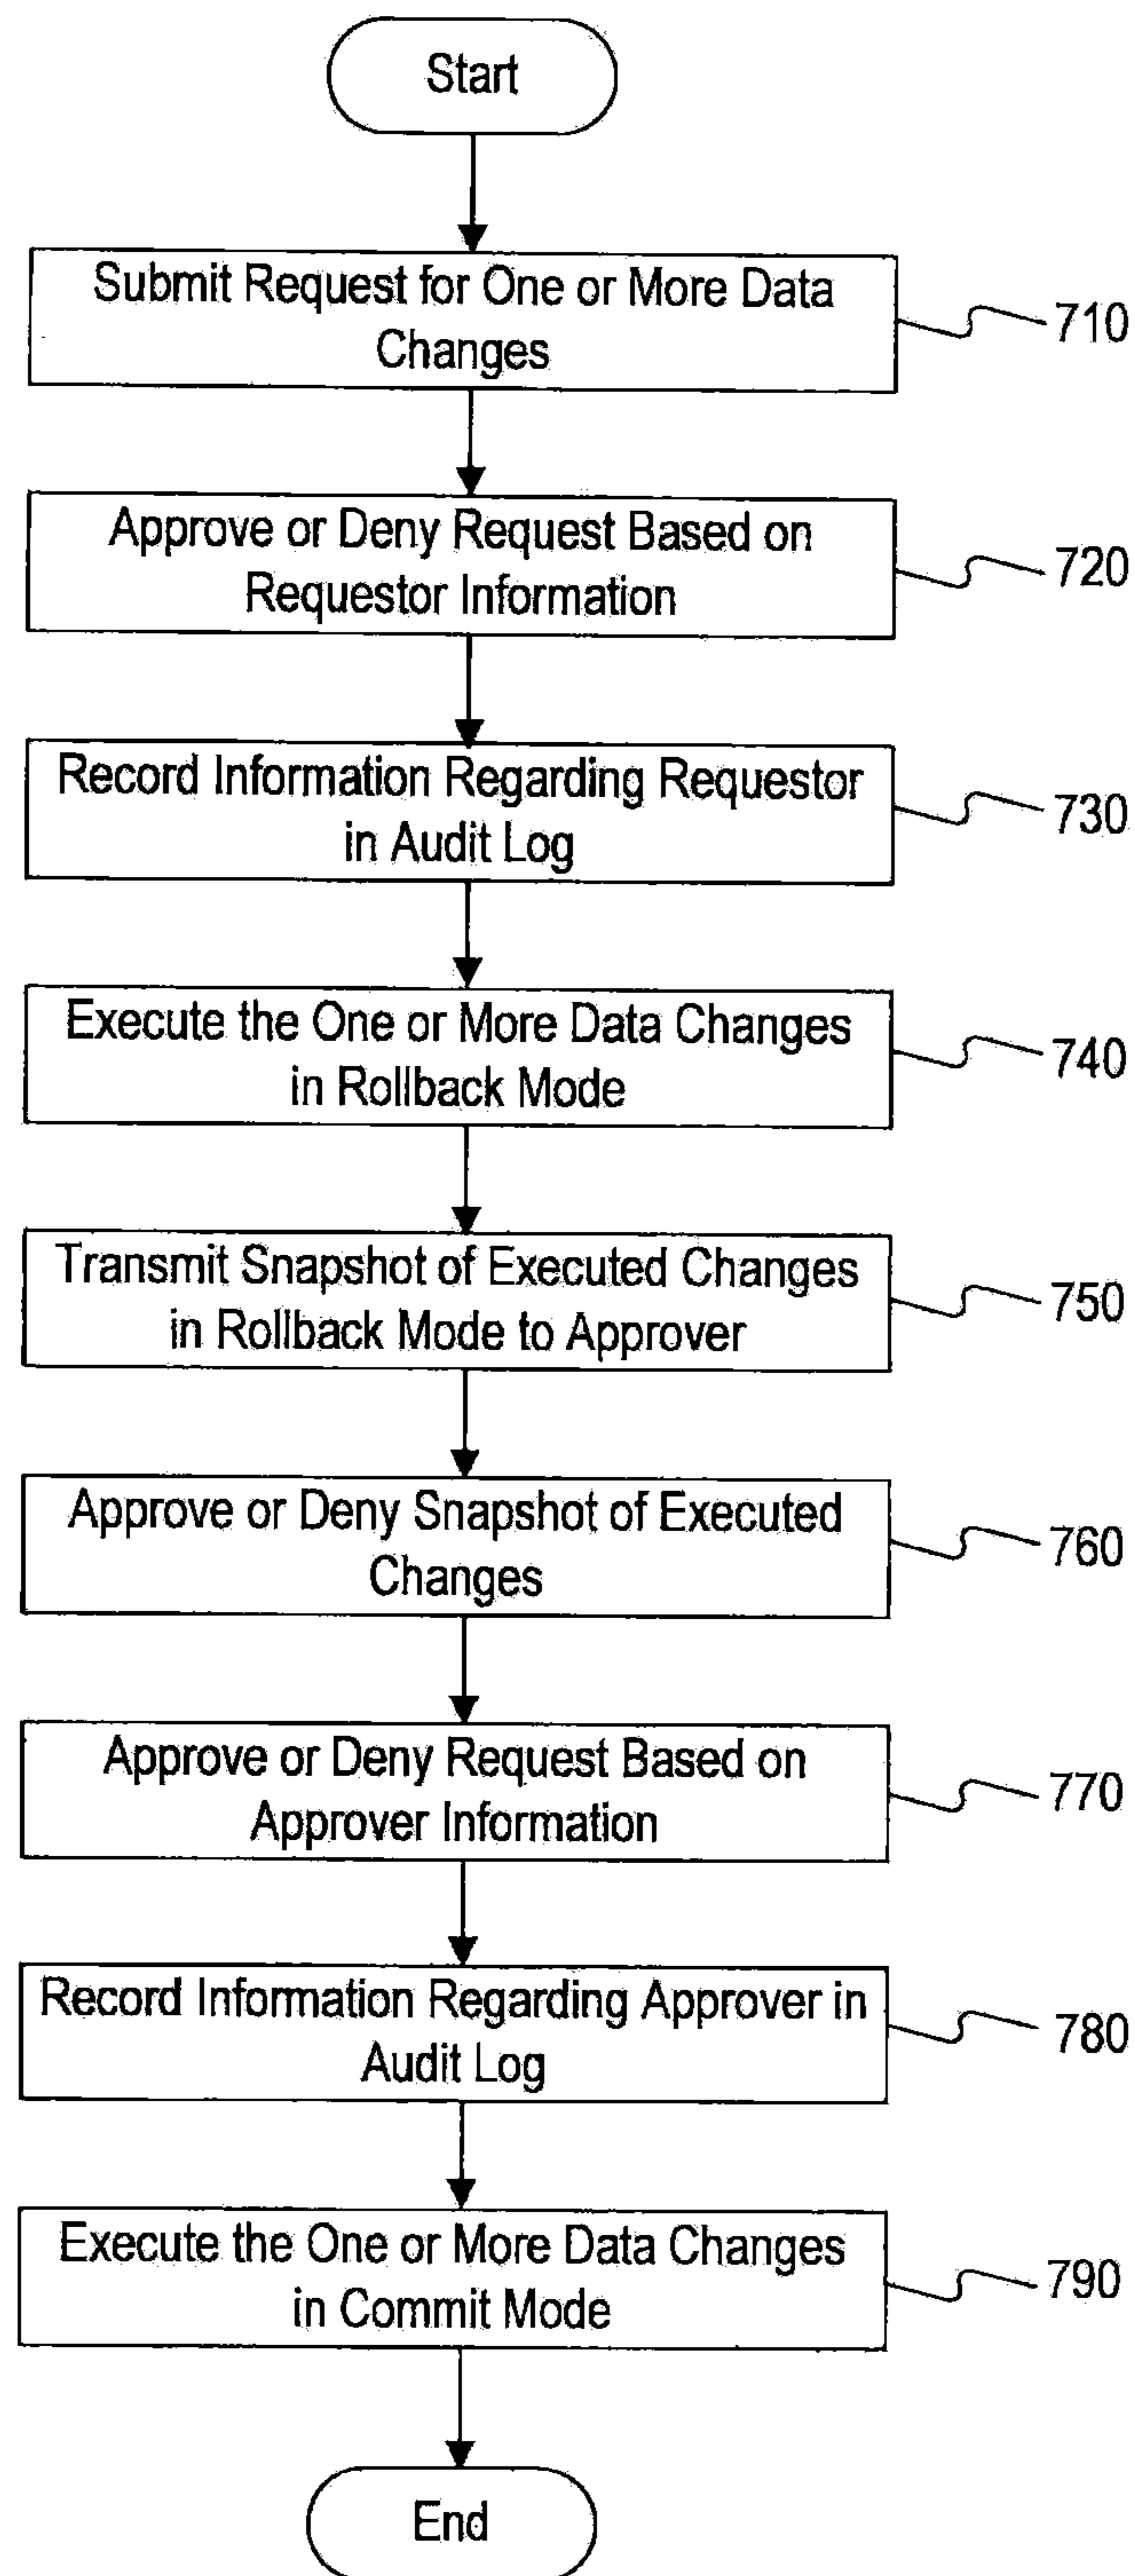 Start
Submit Request for One or More Data
Changes
710
Approve or Deny Request Based on
Requestor Information
720
Record Information Regarding Requestor
in Audit Log
730
Execute the One or More Data Changes
in Rollback Mode
740
Transmit Snapshot of Executed Changes
in Rollback Mode to Approver
750
Approve or Deny Snapshot of Executed
Changes
760
Approve or Deny Request Based on
Approver Information
770
Record Information Regarding Approver in
Audit Log
780
Execute the One or More Data Changes
in Commit Mode
790
End